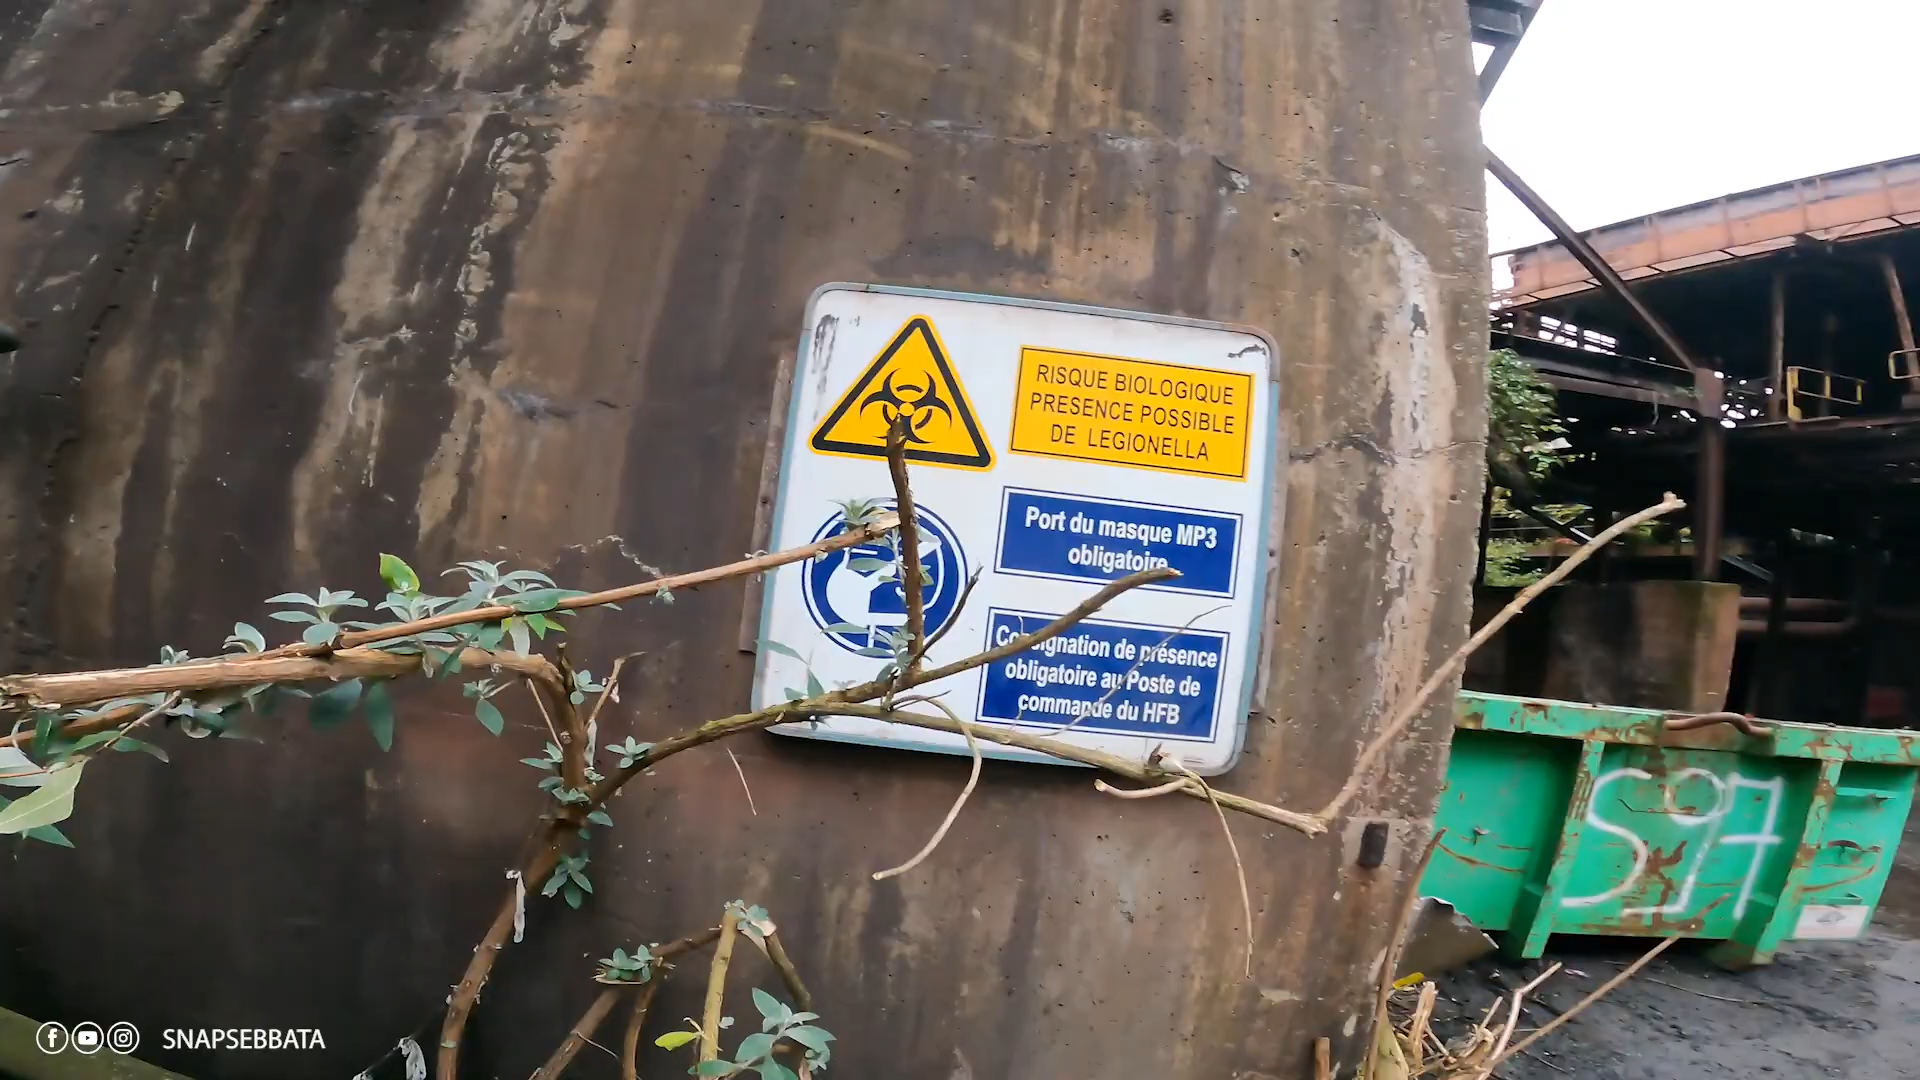 RISQUE BIOLOGIQUE
PRESENCE POSSIBLE
DE LEGIONELLA
Port du masque MP3
obligatoire
Consignation de présence
obligatoire au Poste de
commande du HFB
S97
SNAPSEBBATA